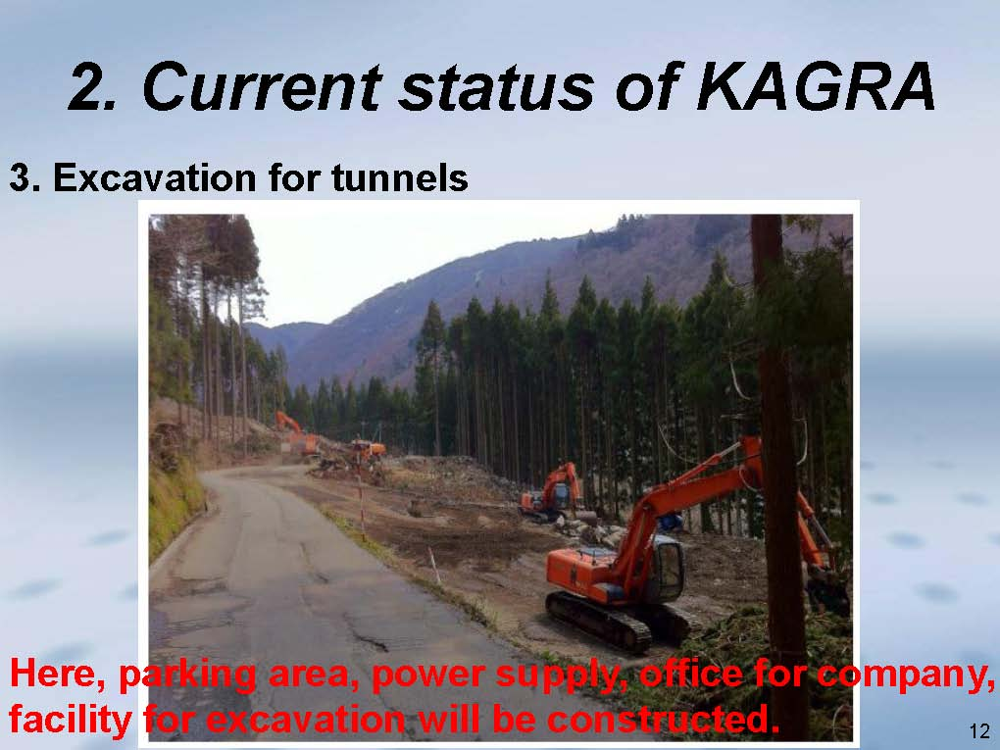 2. Current status of KAGRA
3. Excavation for tunnels
Here, parking area, power supply, office for company,
facility for excavation will be constructed.
12